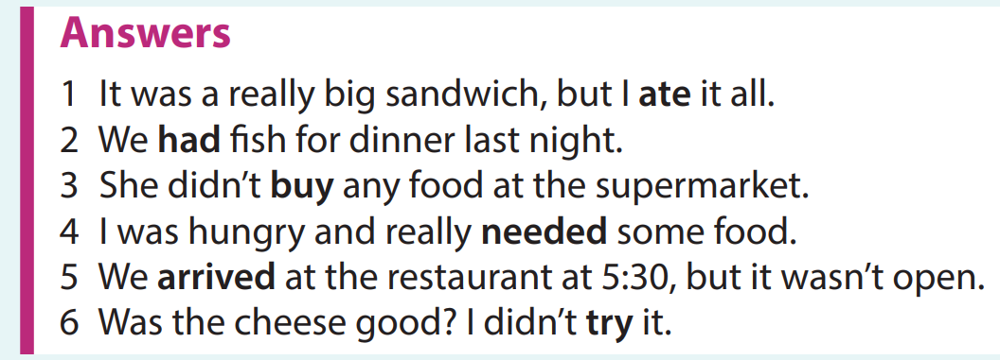 Answers
1 It was a really big sandwich, but I ate it all.
2 We had fish for dinner last night.
3 She didn’t buy any food at the supermarket.
4 I was hungry and really needed some food.
5 We arrived at the restaurant at 5:30, but it wasn’t open.
6 Was the cheese good? I didn’t try it.